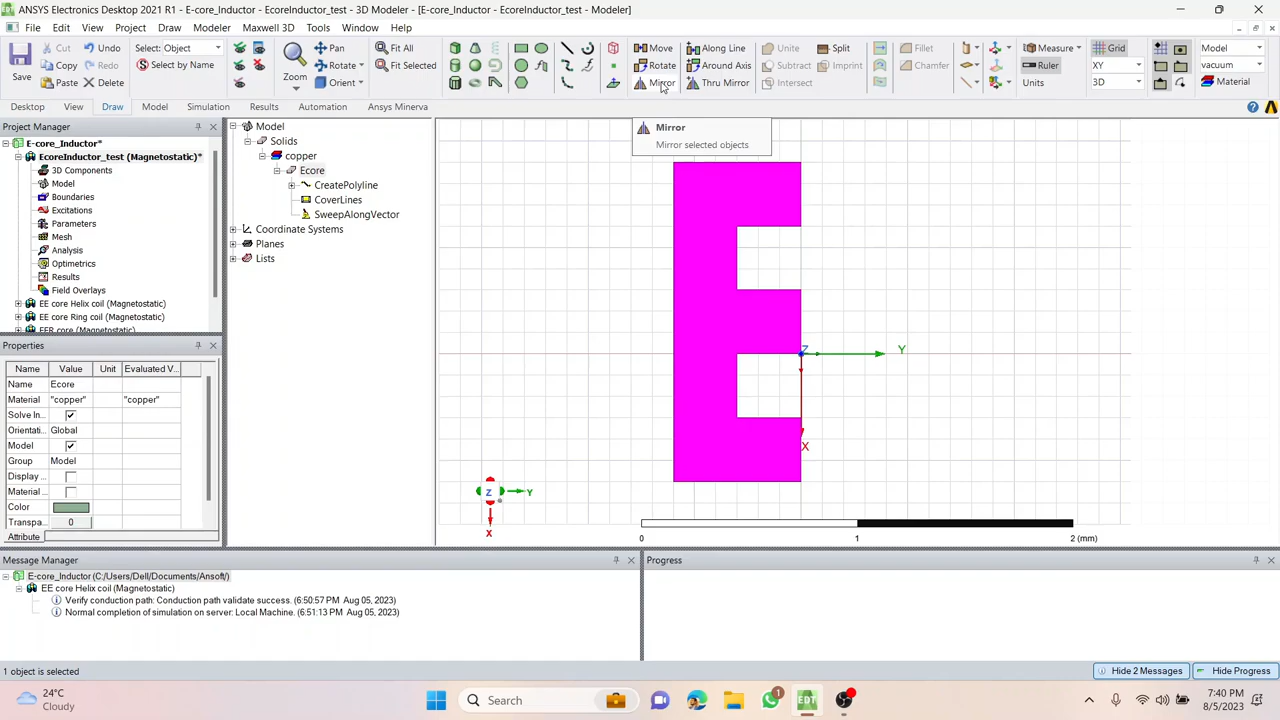 ANSYS Electronics Desktop 2021 R1 - E-core_Inductor - EcoreInductor_test - 3D Modeler - [E-core_Inductor - EcoreInductor_test - Modeler]
File Edit View Project Draw Modeler Maxwell 3D Tools Window Help
Save
Cut Undo
Copy Redo
Paste Delete
Select: Object
Select by Name
Zoom
Pan
Rotate
Orient
Fit All
Fit Selected
Move
Rotate
Mirror
Along Line
Around Axis
Thru Mirror
Unite
Subtract
Intersect
Split
Imprint
Fillet
Chamfer
Measure
Ruler
Units
Grid
XY
3D
Model
vacuum
Material
Desktop View Draw Model Simulation Results Automation Ansys Minerva
Mirror
Mirror selected objects
Project Manager
E-core_Inductor*
EcoreInductor_test (Magnetostatic)*
3D Components
Model
Boundaries
Excitations
Parameters
Mesh
Analysis
Optimetrics
Results
Field Overlays
EE core Helix coil (Magnetostatic)
EE core Ring coil (Magnetostatic)
EER core (Magnetostatic)
Model
Solids
copper
Ecore
CreatePolyline
CoverLines
SweepAlongVector
Coordinate Systems
Planes
Lists
Properties
Name Value Unit Evaluated V...
Name Ecore
Material "copper" "copper"
Solve In...
Orientati... Global
Model
Group Model
Display ...
Material ...
Color
Transpa... 0
Attribute
Z
Y
X
Z
Y
X
0 1 2 (mm)
Message Manager
E-core_Inductor (C:/Users/Dell/Documents/Ansoft/)
EE core Helix coil (Magnetostatic)
Verify conduction path: Conduction path validate success. (6:50:57 PM Aug 05, 2023)
Normal completion of simulation on server: Local Machine. (6:51:13 PM Aug 05, 2023)
Progress
1 object is selected
Hide 2 Messages
Hide Progress
24°C
Cloudy
Search
1
EDT
7:40 PM
8/5/2023